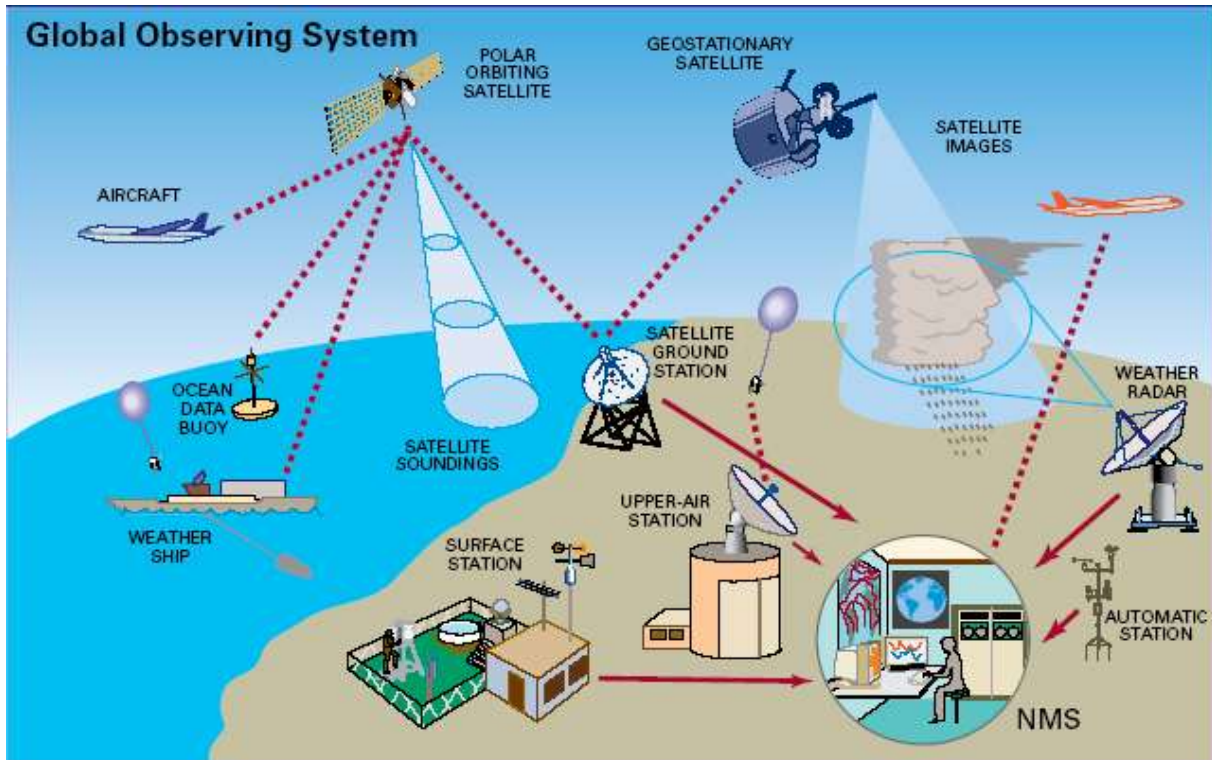 Global Observing System
POLAR
ORBITING
SATELLITE
GEOSTATIONARY
SATELLITE
SATELLITE
IMAGES
AIRCRAFT
SATELLITE
GROUND
STATION
WEATHER
RADAR
OCEAN
DATA
BUOY
SATELLITE
SOUNDINGS
UPPER-AIR
STATION
WEATHER
SHIP
SURFACE
STATION
AUTOMATIC
STATION
NMS